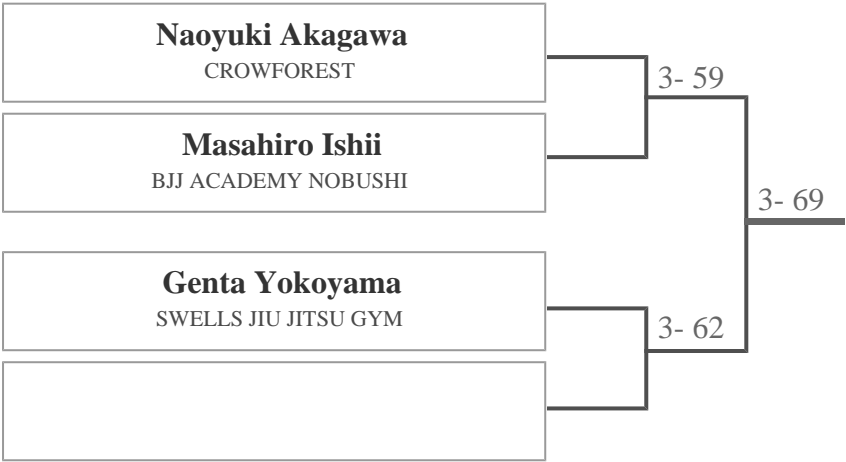 Naoyuki Akagawa
CROWFOREST
3- 59
Masahiro Ishii
BJJ ACADEMY NOBUSHI
3- 69
Genta Yokoyama
SWELLS JIU JITSU GYM
3- 62